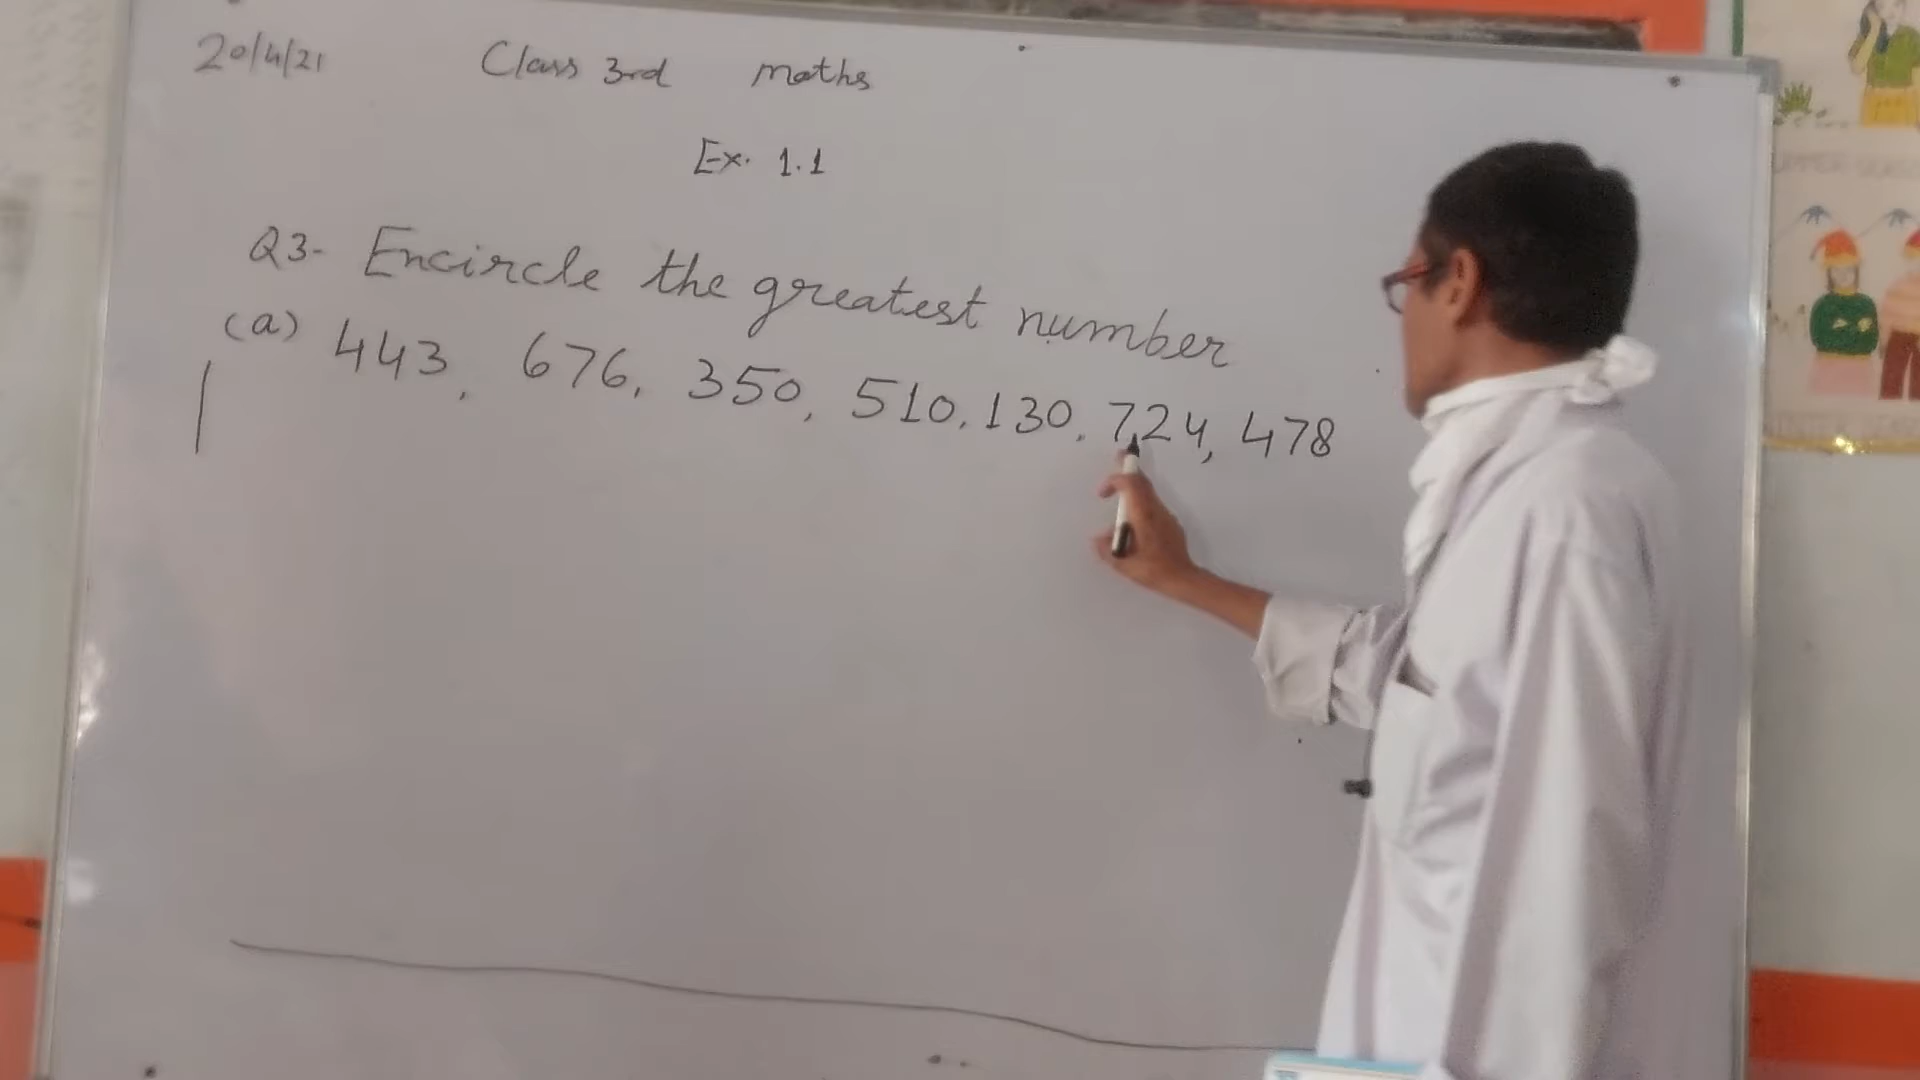 20/4/21 Class 3rd maths
Ex. 1.1
Q3- Encircle the greatest number
(a) 443, 676, 350, 510, 130, 724, 478